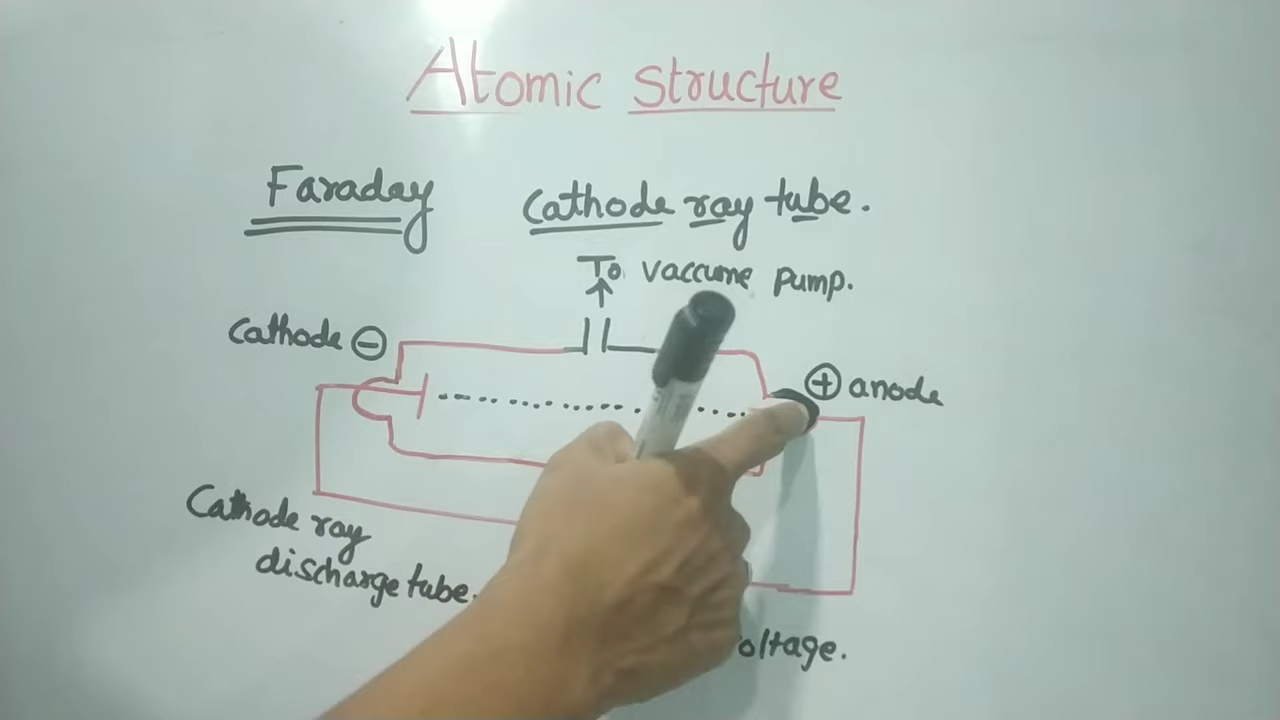 Atomic structure
Faraday
Cathode ray tube.
To vaccume pump.
Cathode ⊖
⊕ anode
Cathode ray
discharge tube.
oltage.